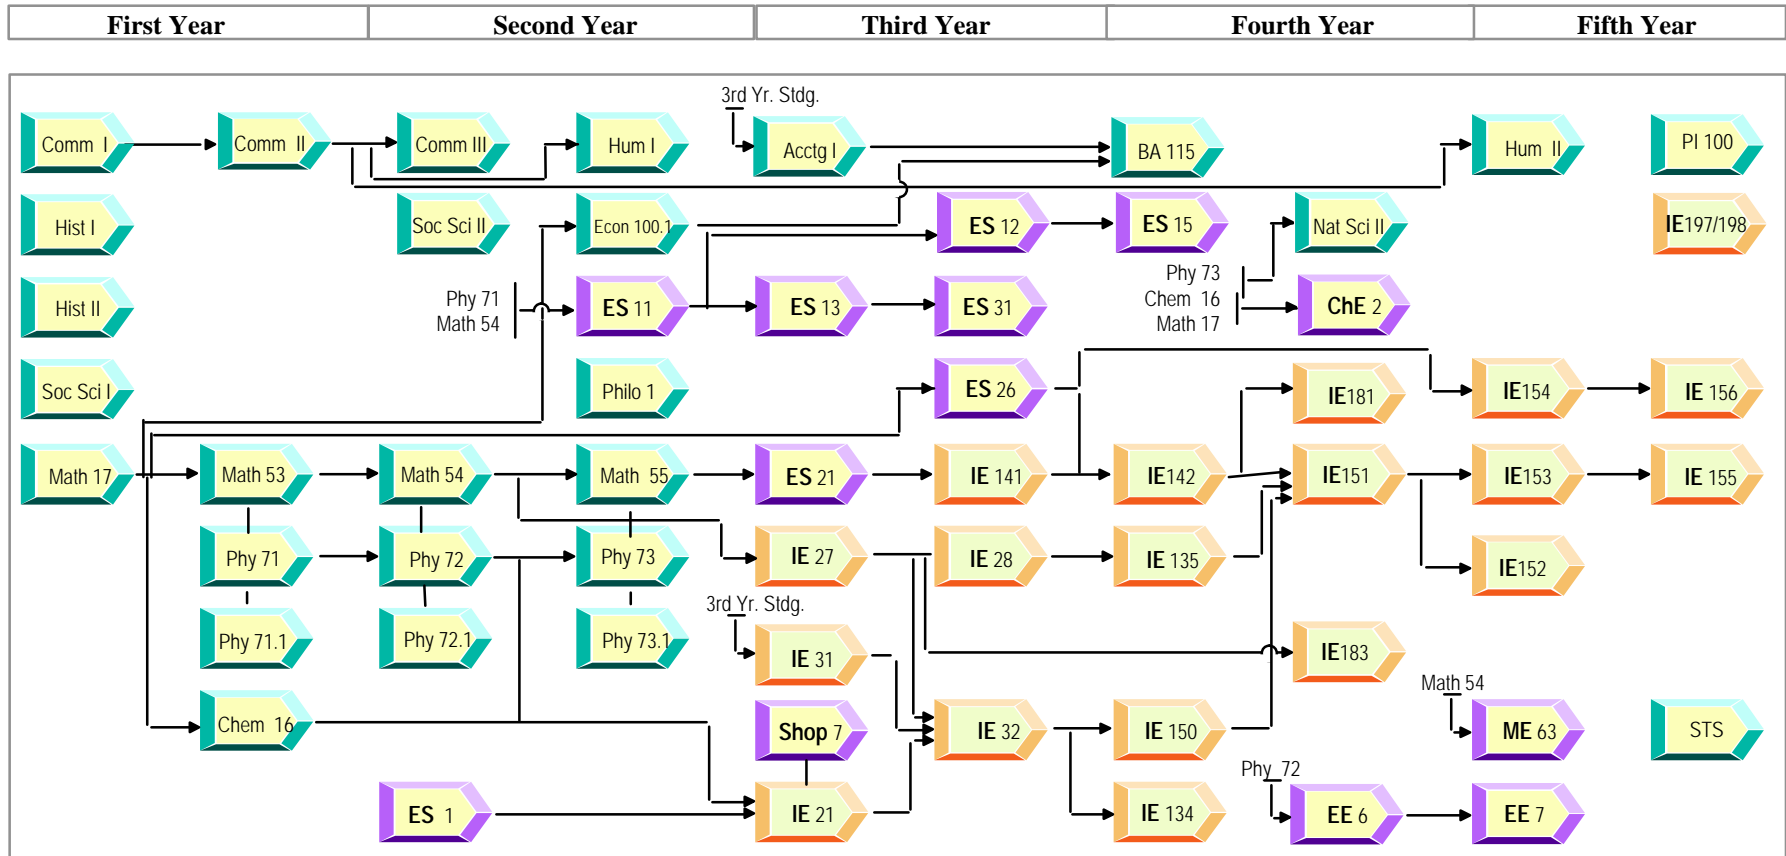 First Year Second Year Third Year Fourth Year Fifth Year
3rd Yr. Stdg.
Comm I Comm II Comm III Hum I Acctg I BA 115 Hum II PI 100
Hist I Soc Sci II Econ 100.1 ES 12 ES 15 Nat Sci II IE197/198
Phy 71
Math 54
Phy 73
Chem 16
Math 17
Hist II ES 11 ES 13 ES 31 ChE 2
Soc Sci I Philo 1 ES 26 IE181 IE154 IE 156
Math 17 Math 53 Math 54 Math 55 ES 21 IE 141 IE142 IE151 IE153 IE 155
Phy 71 Phy 72 Phy 73 IE 27 IE 28 IE 135 IE152
3rd Yr. Stdg.
Phy 71.1 Phy 72.1 Phy 73.1 IE 31 IE183
Math 54
Chem 16 Shop 7 IE 32 IE 150 ME 63 STS
Phy 72
ES 1 IE 21 IE 134 EE 6 EE 7